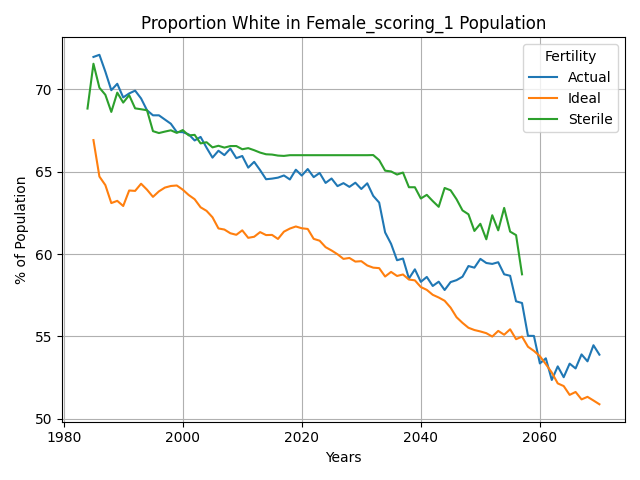 Proportion White in Female_scoring_1 Population
Fertility
Actual
Ideal
Sterile
% of Population
70
65
60
55
50
1980
2000
2020
2040
2060
Years